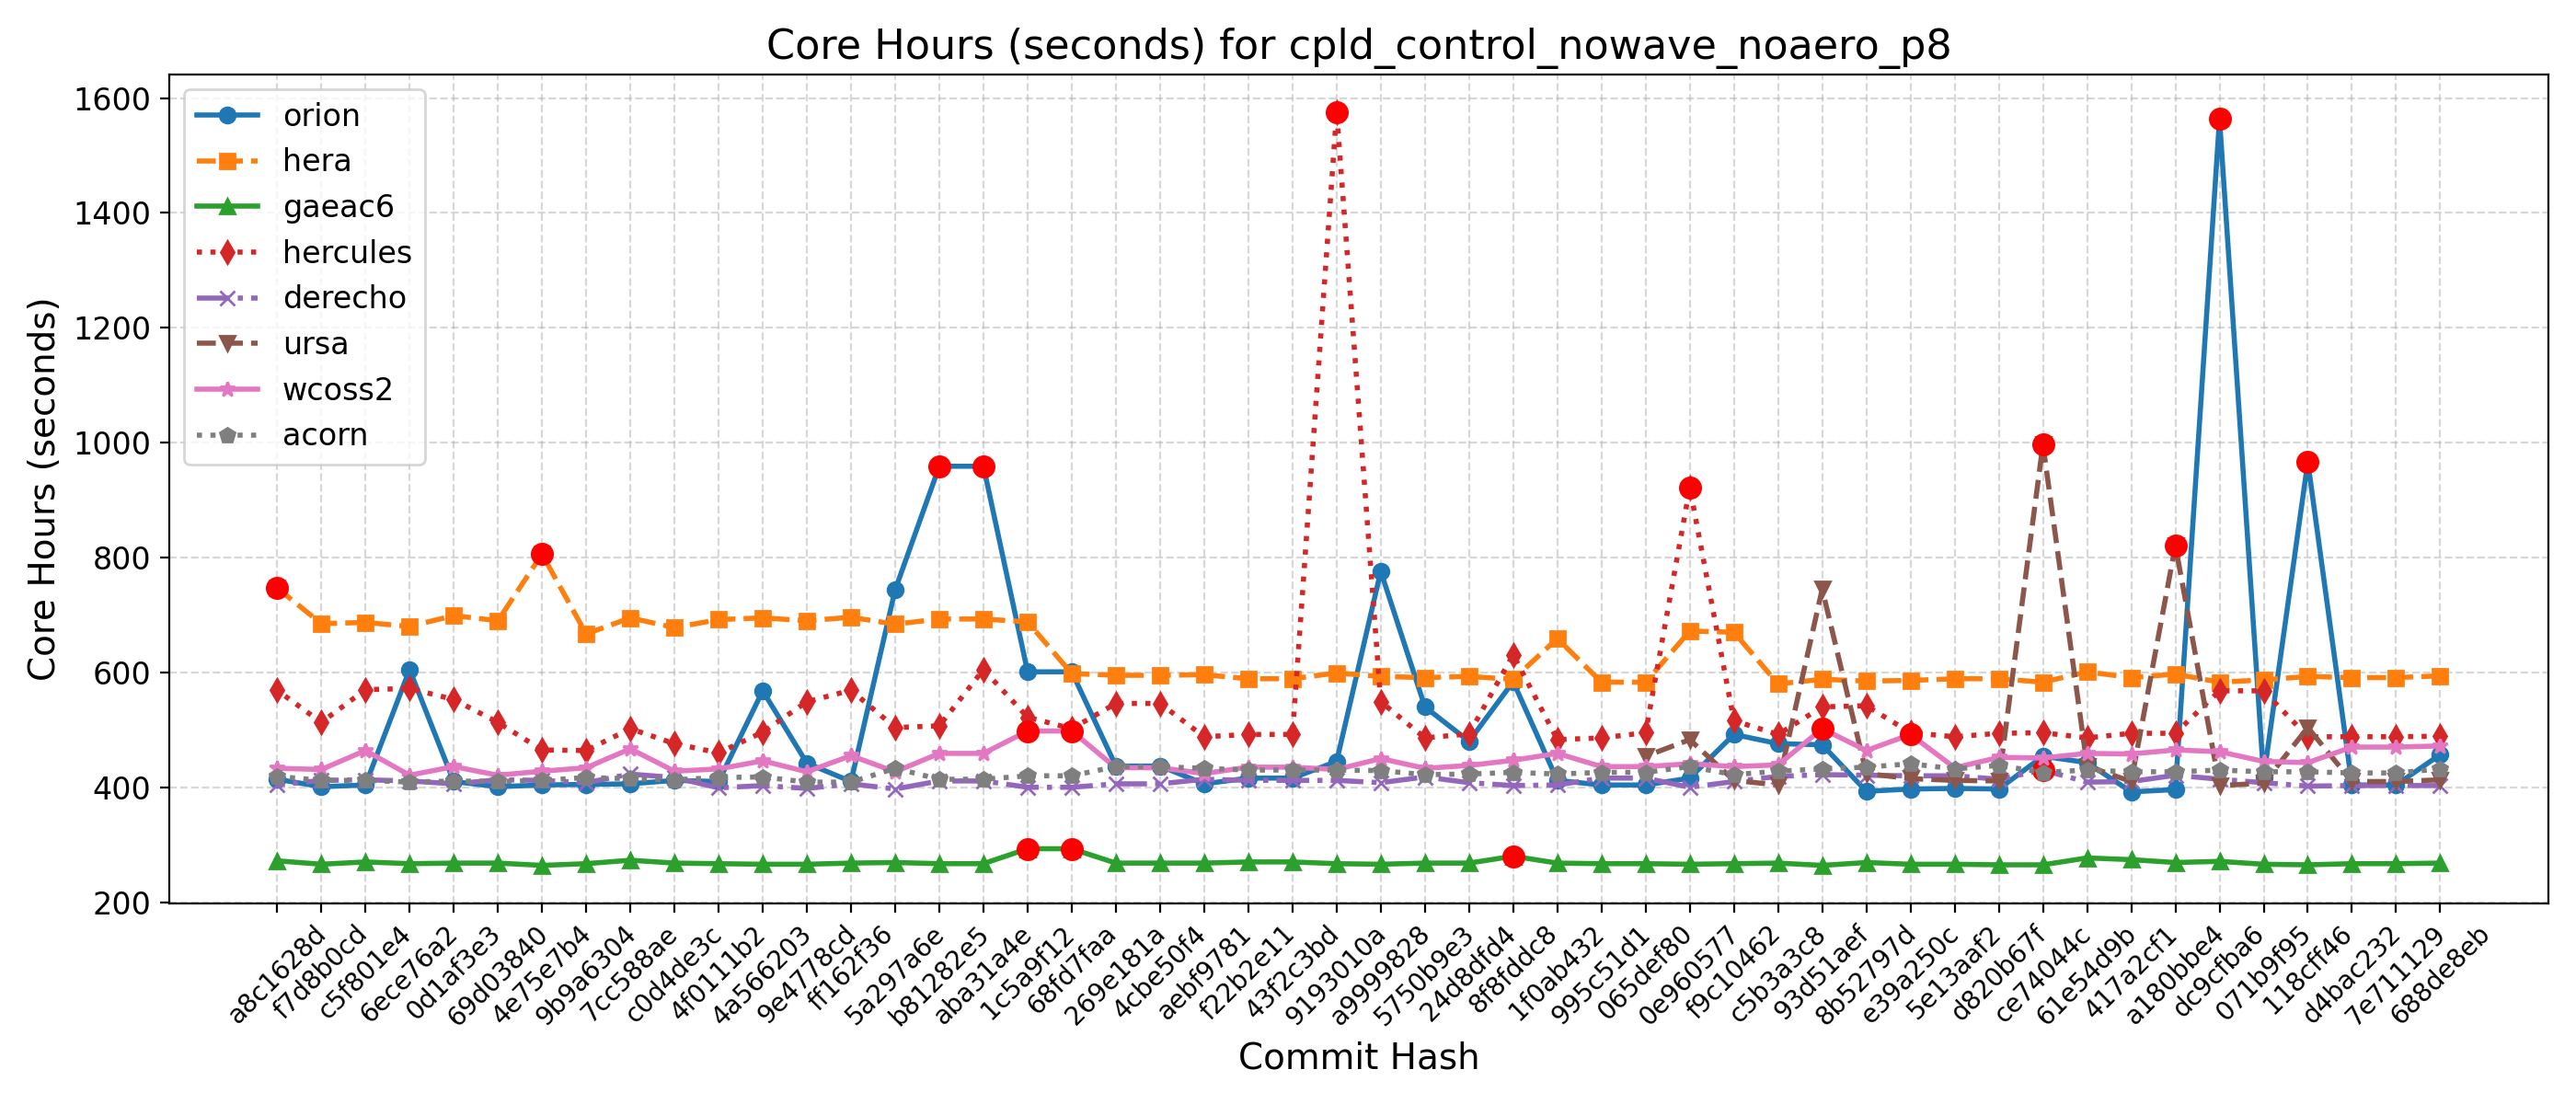 Core Hours (seconds) for cpld_control_nowave_noaero_p8
Core Hours (seconds)
1600
1400
1200
1000
800
600
400
200
orion
hera
gaeac6
hercules
derecho
ursa
wcoss2
acorn
a8c1628d
f7d8b0cd
c5f801e4
6ece76a2
0d1af3e3
69d03840
4e75e7b4
9b9a6304
7cc588ae
c0d4de3c
4f0111b2
4a566203
9e4778cd
ff162f36
5a297a6e
b81282e5
aba31a4e
1c5a9f12
68fd7faa
269e181a
4cbe50f4
aebf9781
f22b2e11
43f2c3bd
9193010a
a9999828
5750b9e3
24d8dfd4
8f8fddc8
1f0ab432
995c51d1
065def80
0e960577
f9c10462
c5b3a3c8
93d51aef
8b52797d
e39a250c
5e13aaf2
d820b67f
ce74044c
61e54d9b
417a2cf1
a180bbe4
dc9cfba6
071b9f95
118cff46
d4bac232
7e711129
688de8eb
Commit Hash